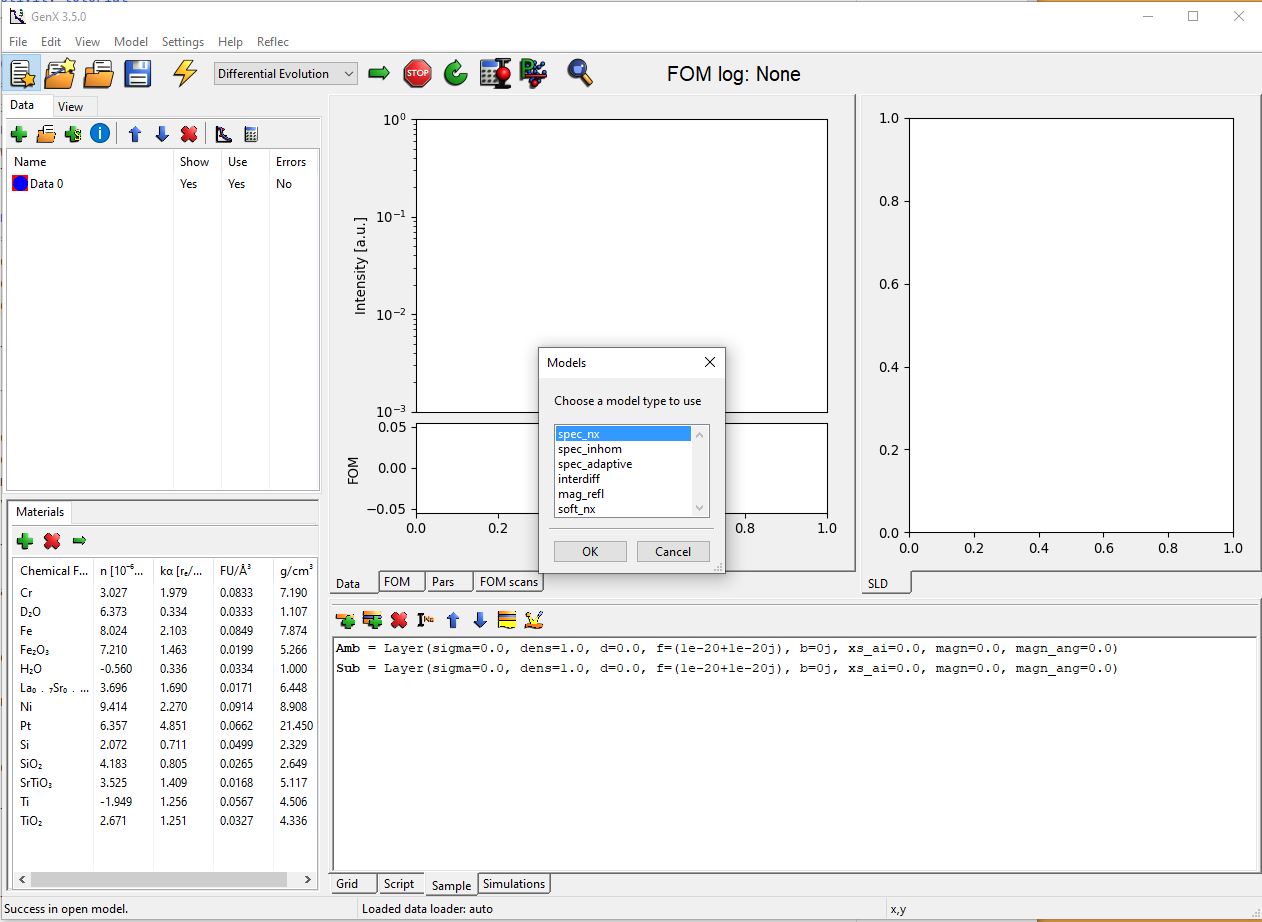 GenX 3.5.0
File Edit View Model Settings Help Reflec
Differential Evolution
STOP
FOM log: None
Data View
Name Show Use Errors
Data 0 Yes Yes No
10⁰
10⁻¹
10⁻²
10⁻³
Intensity [a.u.]
0.05
0.00
−0.05
FOM
0.0 0.2 0.8 1.0
Data FOM Pars FOM scans
1.0
0.8
0.6
0.4
0.2
0.0
0.0 0.2 0.4 0.6 0.8 1.0
SLD
Models
Choose a model type to use
spec_nx
spec_inhom
spec_adaptive
interdiff
mag_refl
soft_nx
OK Cancel
Materials
Chemical F... n [10⁻⁶... kα [rₑ/... FU/Å³ g/cm³
Cr 3.027 1.979 0.0833 7.190
D₂O 6.373 0.334 0.0333 1.107
Fe 8.024 2.103 0.0849 7.874
Fe₂O₃ 7.210 1.463 0.0199 5.266
H₂O -0.560 0.336 0.0334 1.000
La₀ . ₇Sr₀ . ... 3.696 1.690 0.0171 6.448
Ni 9.414 2.270 0.0914 8.908
Pt 6.357 4.851 0.0662 21.450
Si 2.072 0.711 0.0499 2.329
SiO₂ 4.183 0.805 0.0265 2.649
SrTiO₃ 3.525 1.409 0.0168 5.117
Ti -1.949 1.256 0.0567 4.506
TiO₂ 2.671 1.251 0.0327 4.336
Amb = Layer(sigma=0.0, dens=1.0, d=0.0, f=(1e-20+1e-20j), b=0j, xs_ai=0.0, magn=0.0, magn_ang=0.0)
Sub = Layer(sigma=0.0, dens=1.0, d=0.0, f=(1e-20+1e-20j), b=0j, xs_ai=0.0, magn=0.0, magn_ang=0.0)
Grid Script Sample Simulations
Success in open model. Loaded data loader: auto x,y